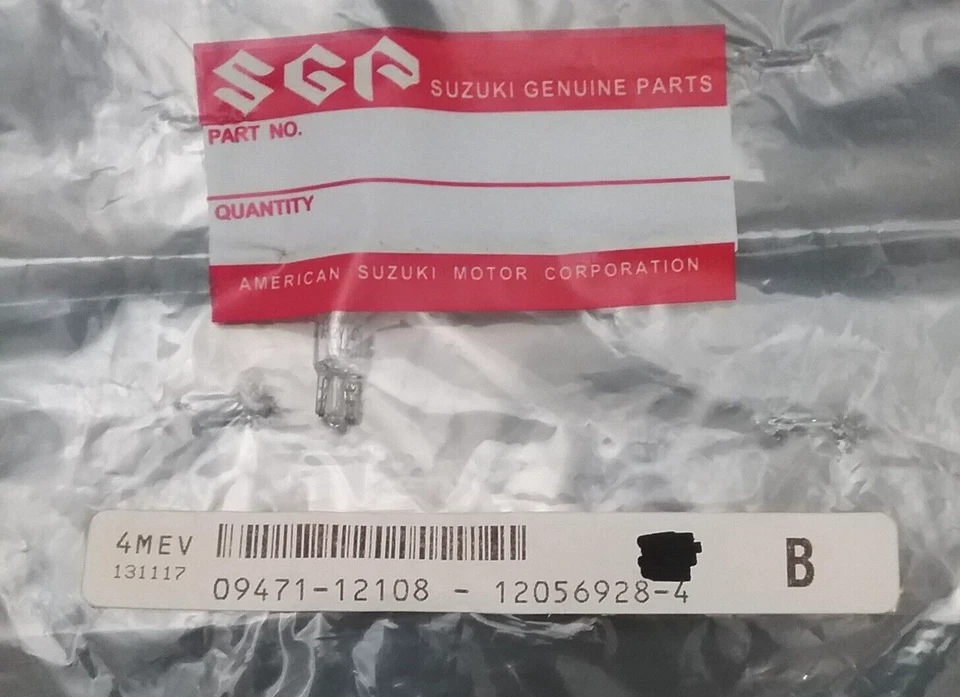 SGP SUZUKI GENUINE PARTS
PART NO.
QUANTITY
AMERICAN SUZUKI MOTOR CORPORATION
4MEV
131117
09471-12108 - 12056928-4
B